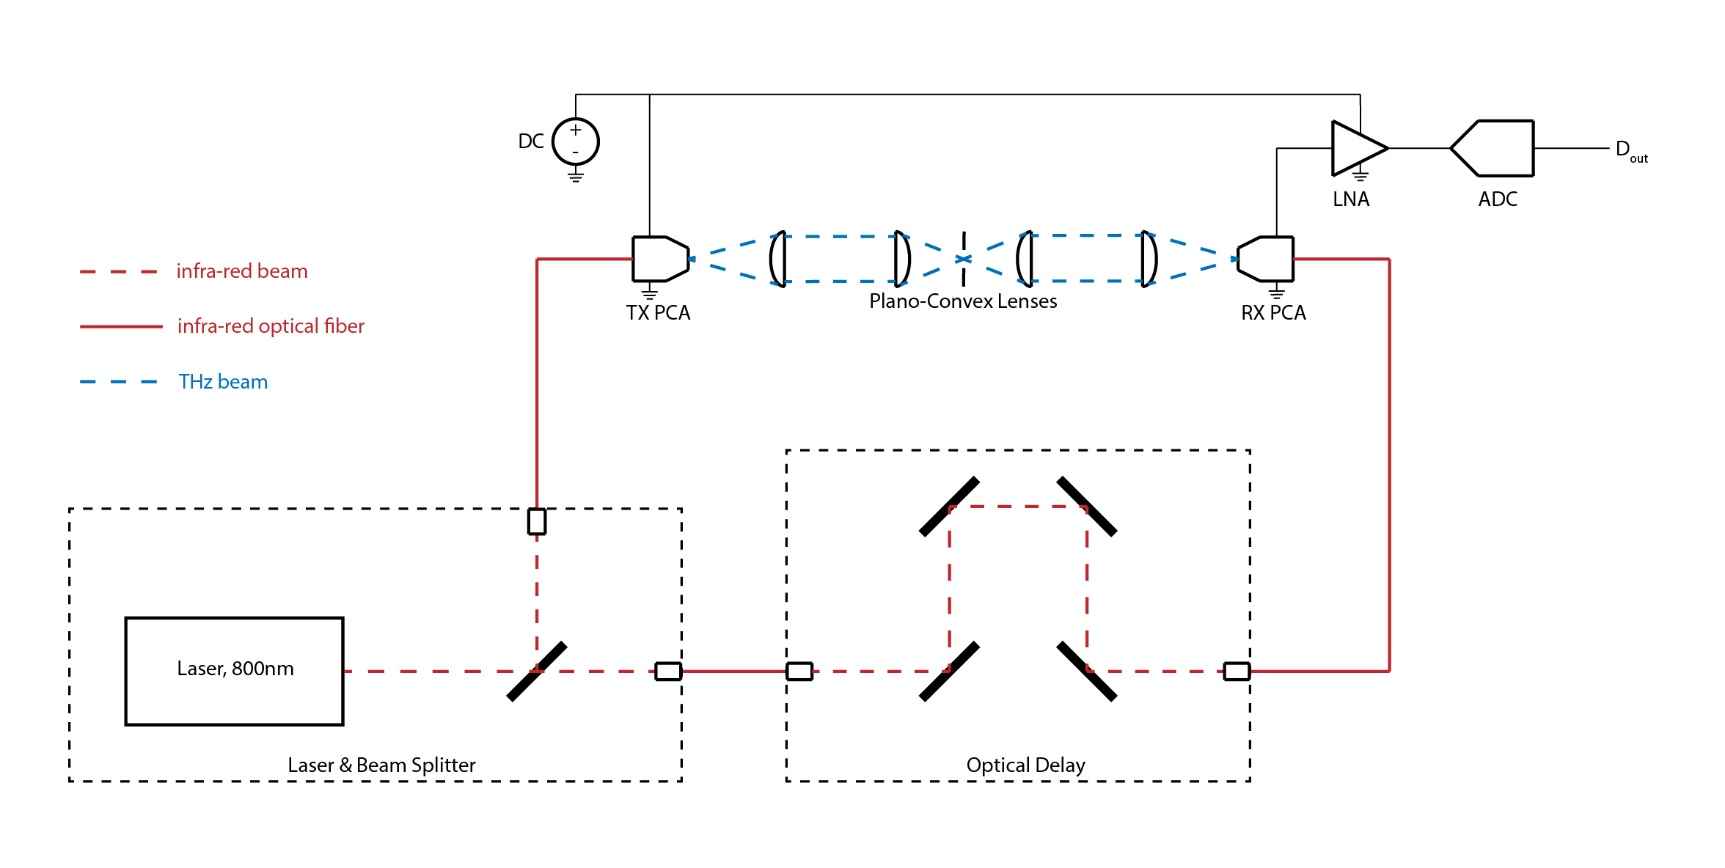 DC
+
-
LNA
ADC
D_out
infra-red beam
infra-red optical fiber
THz beam
TX PCA
Plano-Convex Lenses
RX PCA
Laser, 800nm
Laser & Beam Splitter
Optical Delay